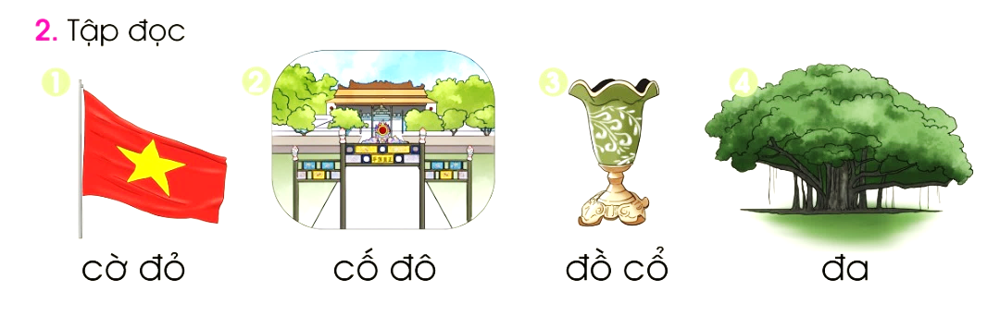 2. Tập đọc
1 2 3 4
cờ đỏ cố đô đồ cổ đa